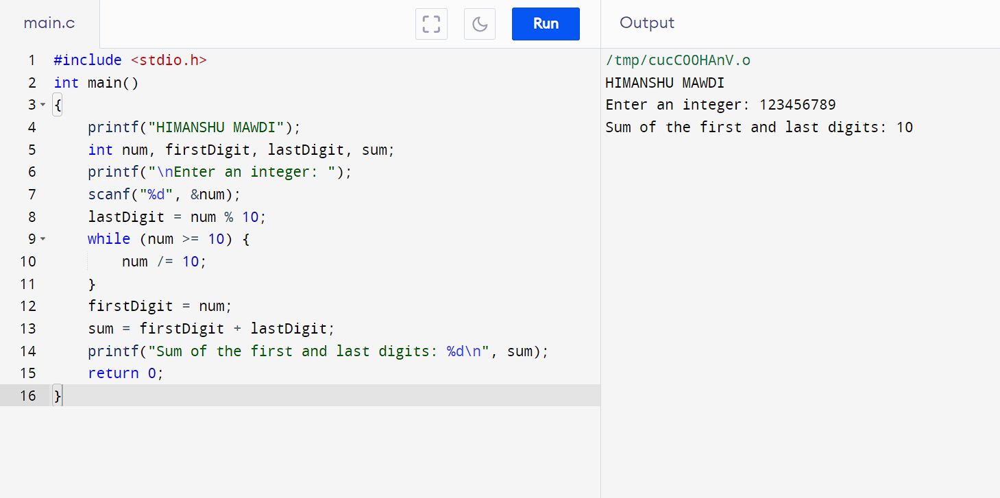 main.c
Run
Output
1 #include <stdio.h>
2 int main()
3 {
4     printf("HIMANSHU MAWDI");
5     int num, firstDigit, lastDigit, sum;
6     printf("\nEnter an integer: ");
7     scanf("%d", &num);
8     lastDigit = num % 10;
9     while (num >= 10) {
10         num /= 10;
11     }
12     firstDigit = num;
13     sum = firstDigit + lastDigit;
14     printf("Sum of the first and last digits: %d\n", sum);
15     return 0;
16 }
/tmp/cucCOOHAnV.o
HIMANSHU MAWDI
Enter an integer: 123456789
Sum of the first and last digits: 10